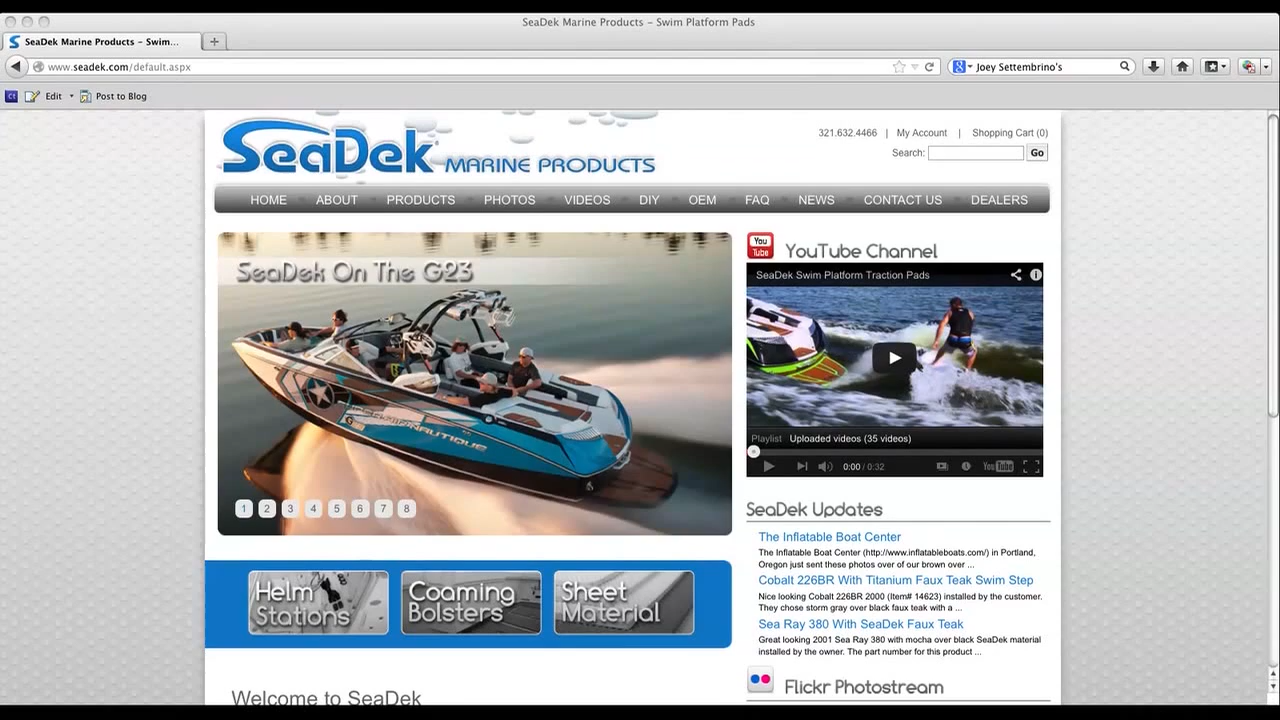 SeaDek Marine Products – Swim Platform Pads
SeaDek Marine Products – Swim...
www.seadek.com/default.aspx
Joey Settembrino's
Edit
Post to Blog
SeaDek MARINE PRODUCTS
321.632.4466 | My Account | Shopping Cart (0)
Search: Go
HOME ABOUT PRODUCTS PHOTOS VIDEOS DIY OEM FAQ NEWS CONTACT US DEALERS
SeaDek On The G23
1 2 3 4 5 6 7 8
Helm Stations
Coaming Bolsters
Sheet Material
Welcome to SeaDek
You Tube
YouTube Channel
SeaDek Swim Platform Traction Pads
Playlist Uploaded videos (35 videos)
0:00 / 0:32
YouTube
SeaDek Updates
The Inflatable Boat Center
The Inflatable Boat Center (http://www.inflatableboats.com/) in Portland,
Oregon just sent these photos over of our brown over ...
Cobalt 226BR With Titanium Faux Teak Swim Step
Nice looking Cobalt 226BR 2000 (Item# 14623) installed by the customer.
They chose storm gray over black faux teak with a ...
Sea Ray 380 With SeaDek Faux Teak
Great looking 2001 Sea Ray 380 with mocha over black SeaDek material
installed by the owner. The part number for this product ...
Flickr Photostream